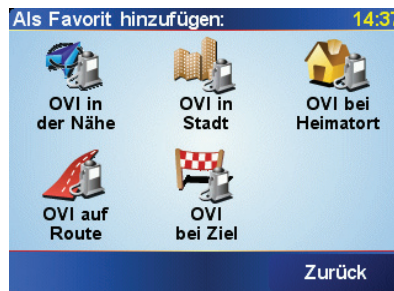 Als Favorit hinzufügen: 14:37
OVI in der Nähe
OVI in Stadt
OVI bei Heimatort
OVI auf Route
OVI bei Ziel
Zurück